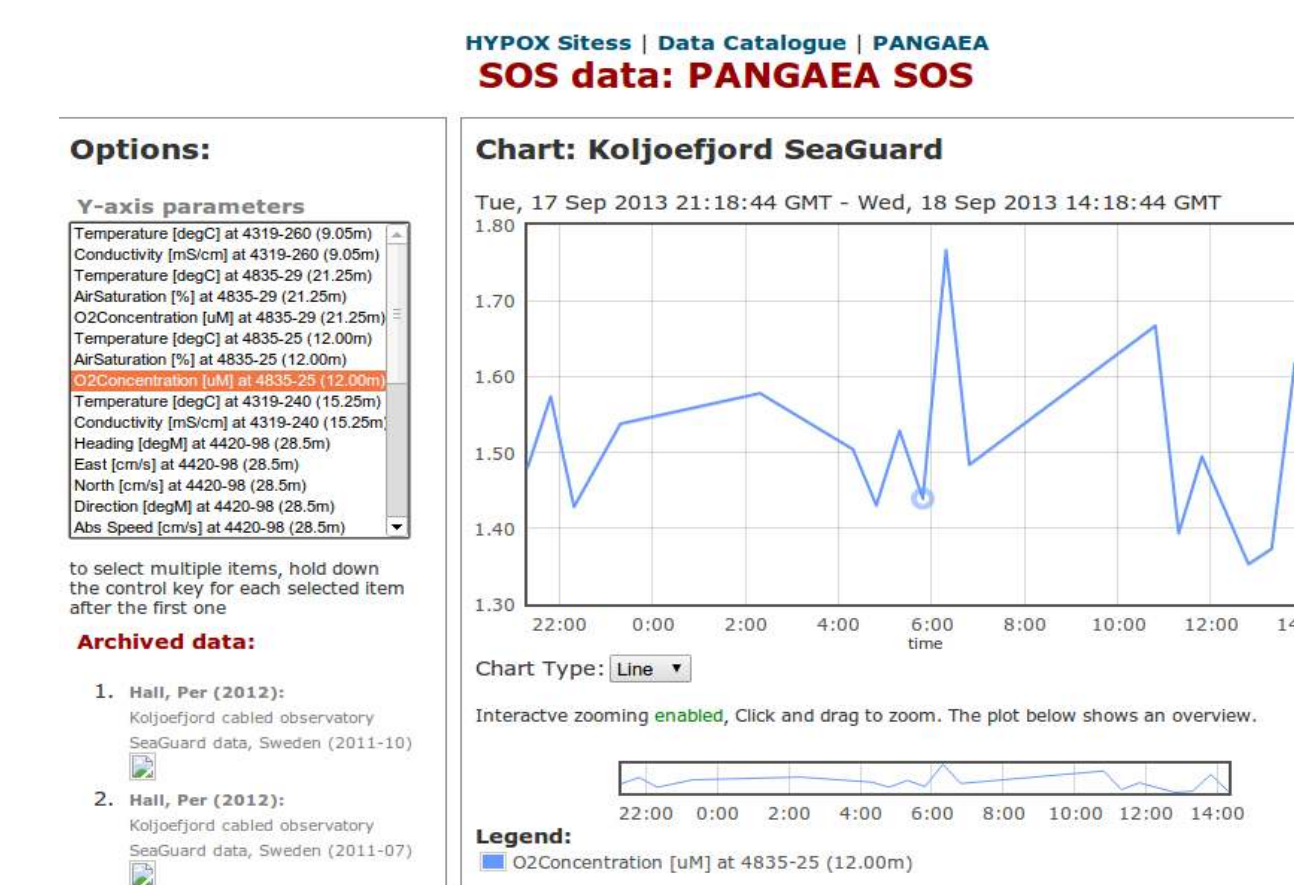 HYPOX Sitess | Data Catalogue | PANGAEA
SOS data: PANGAEA SOS
Options:
Y-axis parameters
Temperature [degC] at 4319-260 (9.05m)
Conductivity [mS/cm] at 4319-260 (9.05m)
Temperature [degC] at 4835-29 (21.25m)
AirSaturation [%] at 4835-29 (21.25m)
O2Concentration [uM] at 4835-29 (21.25m)
Temperature [degC] at 4835-25 (12.00m)
AirSaturation [%] at 4835-25 (12.00m)
O2Concentration [uM] at 4835-25 (12.00m)
Temperature [degC] at 4319-240 (15.25m)
Conductivity [mS/cm] at 4319-240 (15.25m)
Heading [degM] at 4420-98 (28.5m)
East [cm/s] at 4420-98 (28.5m)
North [cm/s] at 4420-98 (28.5m)
Direction [degM] at 4420-98 (28.5m)
Abs Speed [cm/s] at 4420-98 (28.5m)
to select multiple items, hold down
the control key for each selected item
after the first one
Archived data:
1. Hall, Per (2012):
Koljoefjord cabled observatory
SeaGuard data, Sweden (2011-10)
2. Hall, Per (2012):
Koljoefjord cabled observatory
SeaGuard data, Sweden (2011-07)
Chart: Koljoefjord SeaGuard
Tue, 17 Sep 2013 21:18:44 GMT - Wed, 18 Sep 2013 14:18:44 GMT
1.80
1.70
1.60
1.50
1.40
1.30
22:00 0:00 2:00 4:00 6:00 8:00 10:00 12:00 14
time
Chart Type: Line
Interactve zooming enabled, Click and drag to zoom. The plot below shows an overview.
22:00 0:00 2:00 4:00 6:00 8:00 10:00 12:00 14:00
Legend:
O2Concentration [uM] at 4835-25 (12.00m)